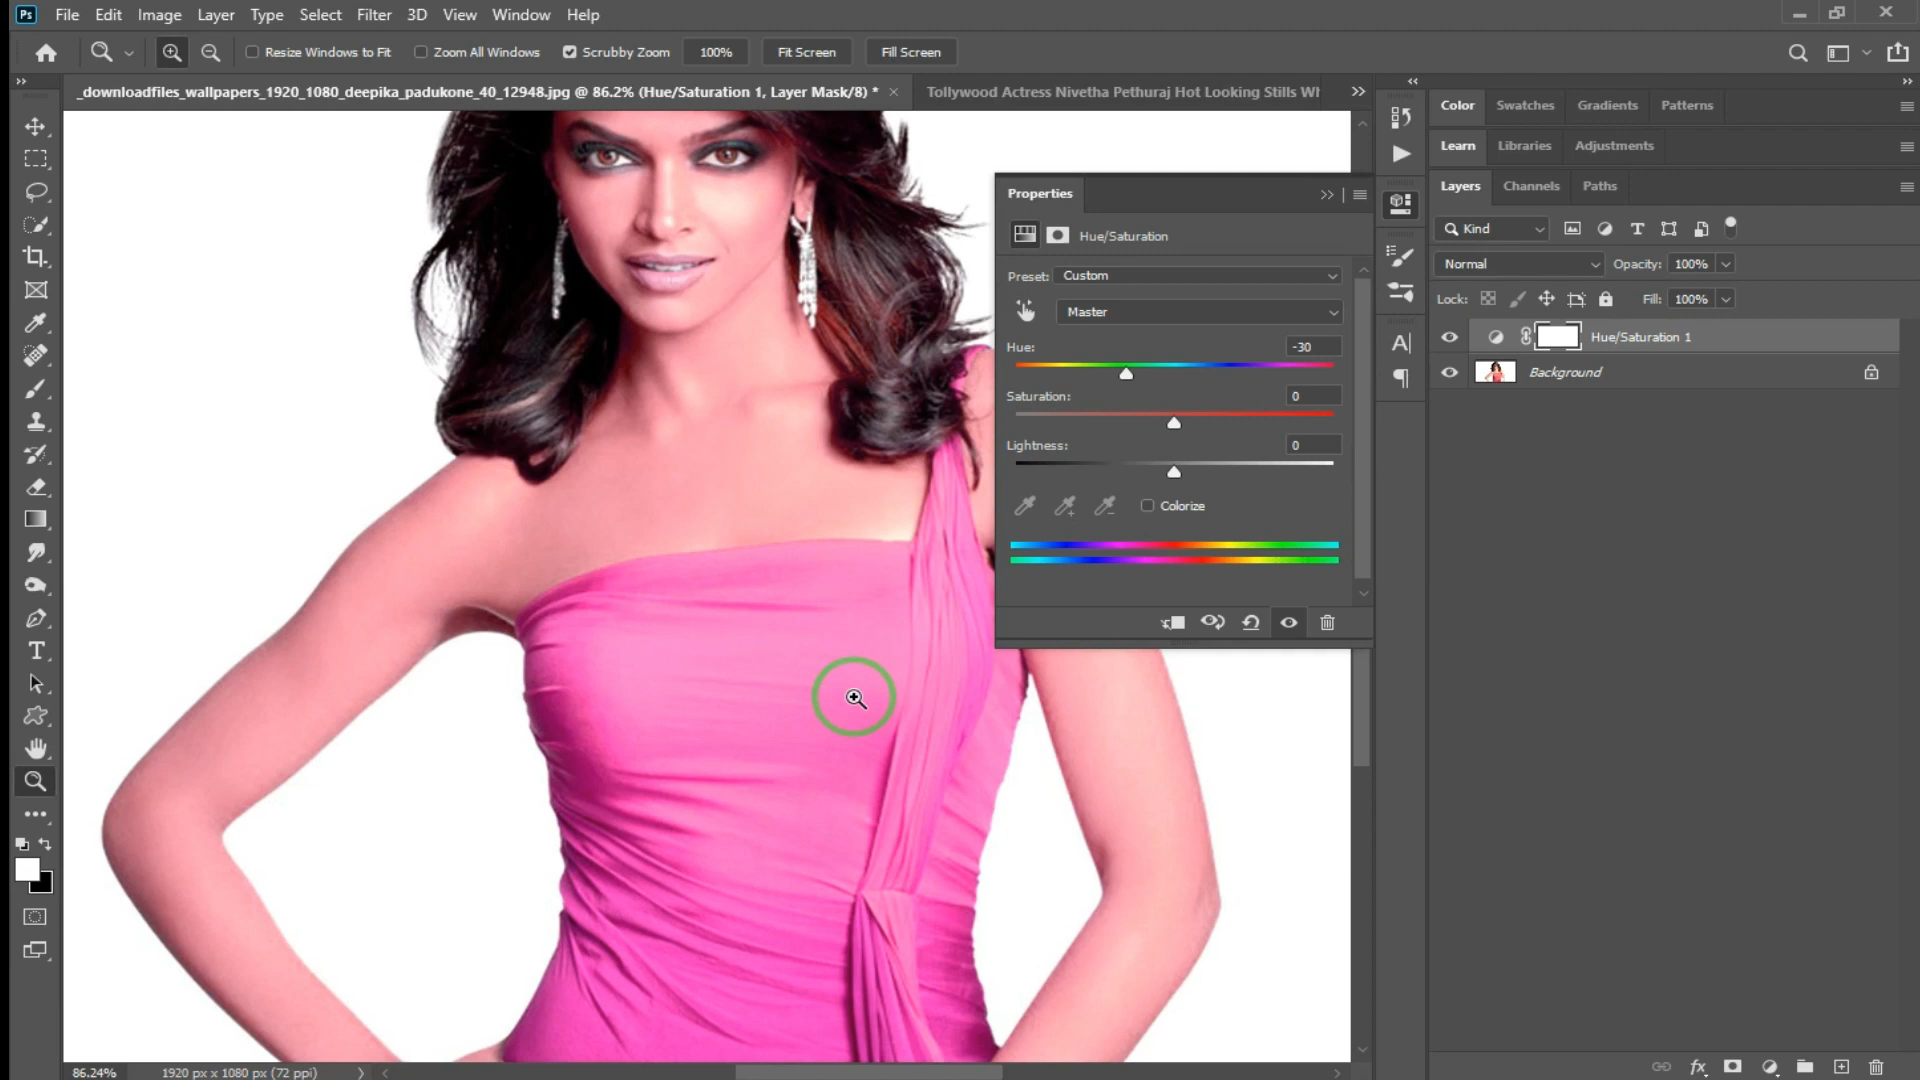 Ps File Edit Image Layer Type Select Filter 3D View Window Help
Resize Windows to Fit Zoom All Windows Scrubby Zoom 100% Fit Screen Fill Screen
_downloadfiles_wallpapers_1920_1080_deepika_padukone_40_12948.jpg @ 86.2% (Hue/Saturation 1, Layer Mask/8) *
Tollywood Actress Nivetha Pethuraj Hot Looking Stills Wh
Properties
Hue/Saturation
Preset: Custom
Master
Hue: -30
Saturation: 0
Lightness: 0
Colorize
Color Swatches Gradients Patterns
Learn Libraries Adjustments
Layers Channels Paths
Kind
Normal Opacity: 100%
Lock: Fill: 100%
Hue/Saturation 1
Background
86.24% 1920 px x 1080 px (72 ppi)
fx